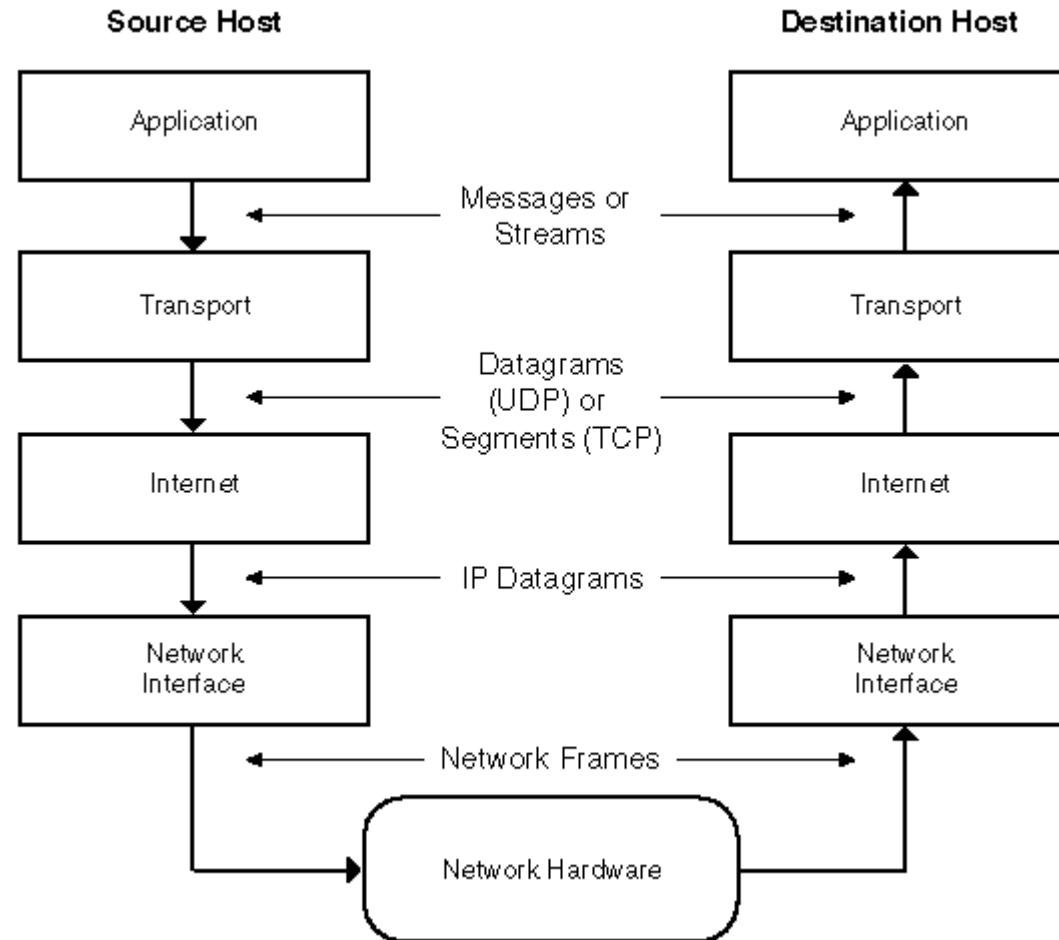 Source Host
Destination Host
Application
Application
Messages or
Streams
Transport
Transport
Datagrams
(UDP) or
Segments (TCP)
Internet
Internet
IP Datagrams
Network
Interface
Network
Interface
Network Frames
Network Hardware